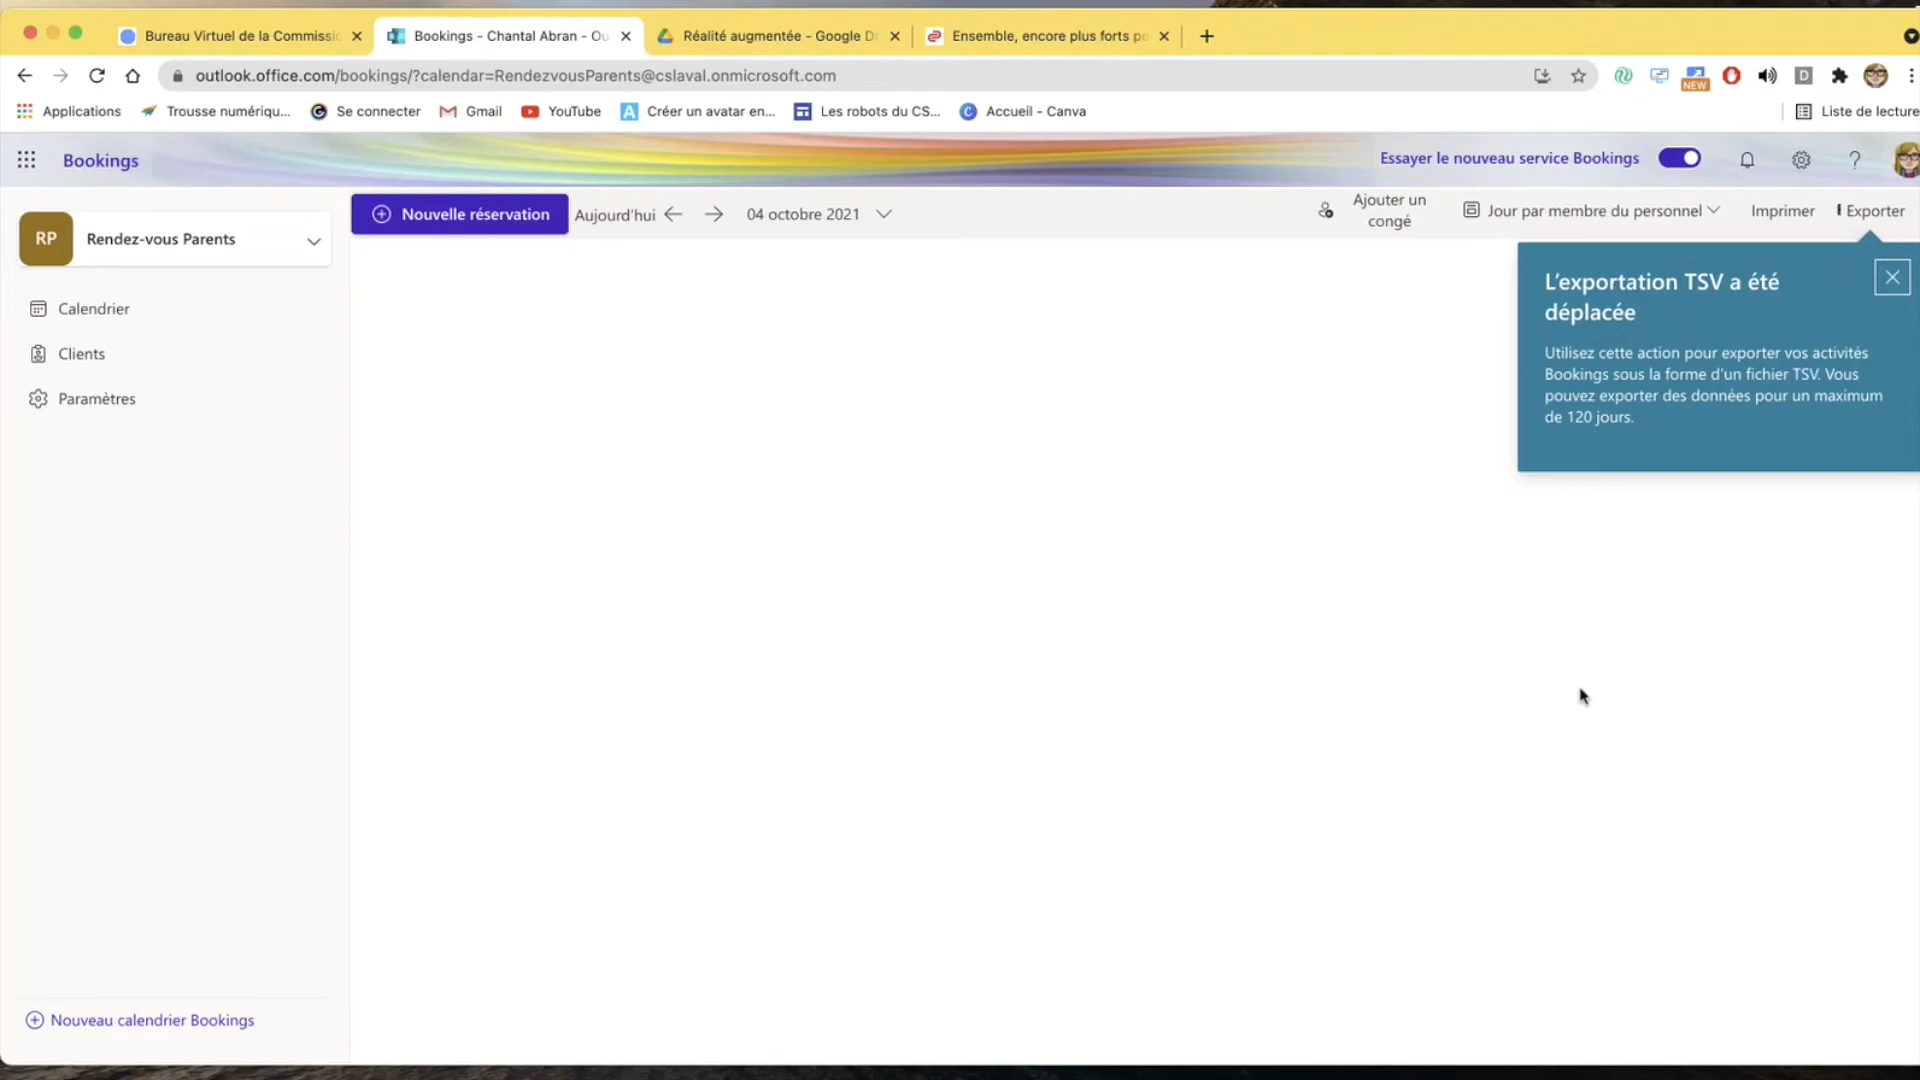 Bureau Virtuel de la Commissio
Bookings - Chantal Abran - Ou
Réalité augmentée - Google Dr
Ensemble, encore plus forts po
outlook.office.com/bookings/?calendar=RendezvousParents@cslaval.onmicrosoft.com
NEW
Applications
Trousse numériqu...
Se connecter
Gmail
YouTube
Créer un avatar en...
Les robots du CS...
Accueil - Canva
Liste de lecture
Bookings
Essayer le nouveau service Bookings
RP
Rendez-vous Parents
Nouvelle réservation
Aujourd'hui
04 octobre 2021
Ajouter un
congé
Jour par membre du personnel
Imprimer
Exporter
L'exportation TSV a été
déplacée
Utilisez cette action pour exporter vos activités
Bookings sous la forme d'un fichier TSV. Vous
pouvez exporter des données pour un maximum
de 120 jours.
Calendrier
Clients
Paramètres
Nouveau calendrier Bookings